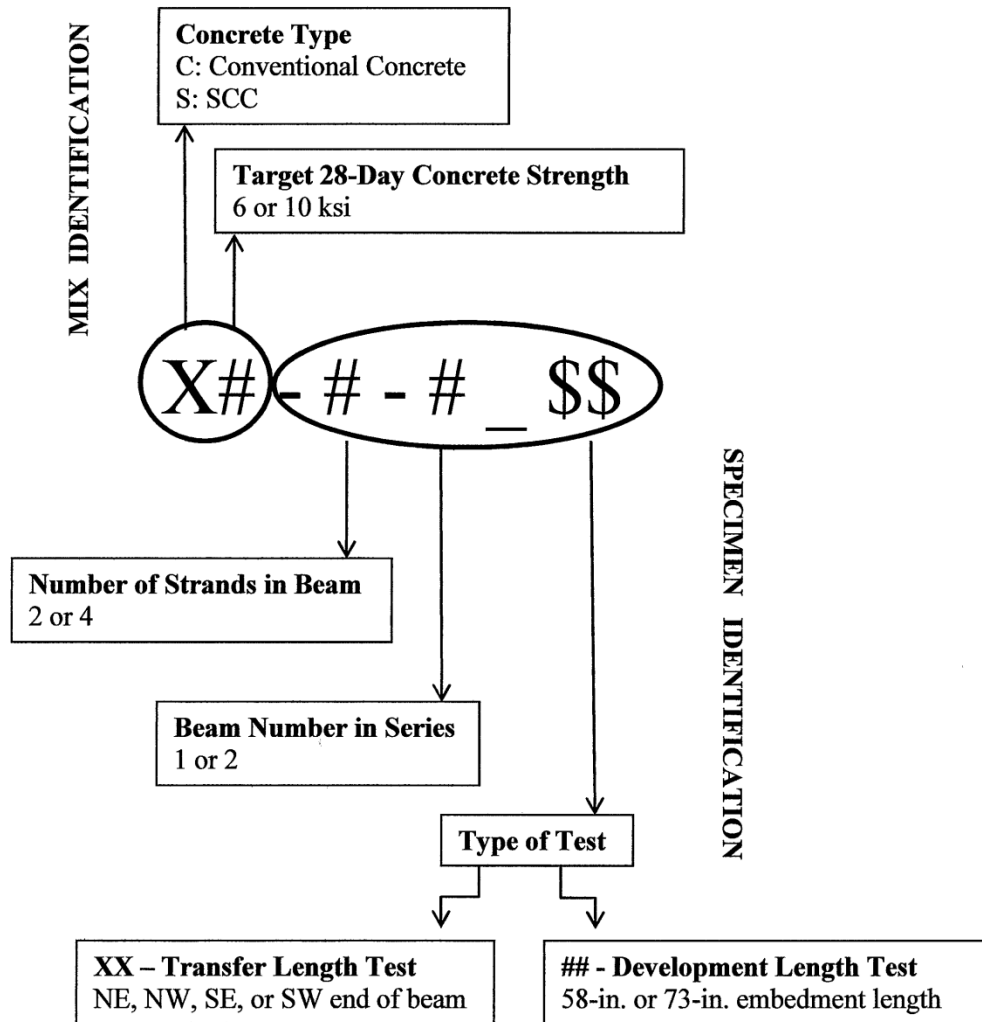 Concrete Type
C: Conventional Concrete
S: SCC
MIX IDENTIFICATION
Target 28-Day Concrete Strength
6 or 10 ksi
X# - # - # _ $$
Number of Strands in Beam
2 or 4
SPECIMEN IDENTIFICATION
Beam Number in Series
1 or 2
Type of Test
XX – Transfer Length Test
NE, NW, SE, or SW end of beam
## - Development Length Test
58-in. or 73-in. embedment length